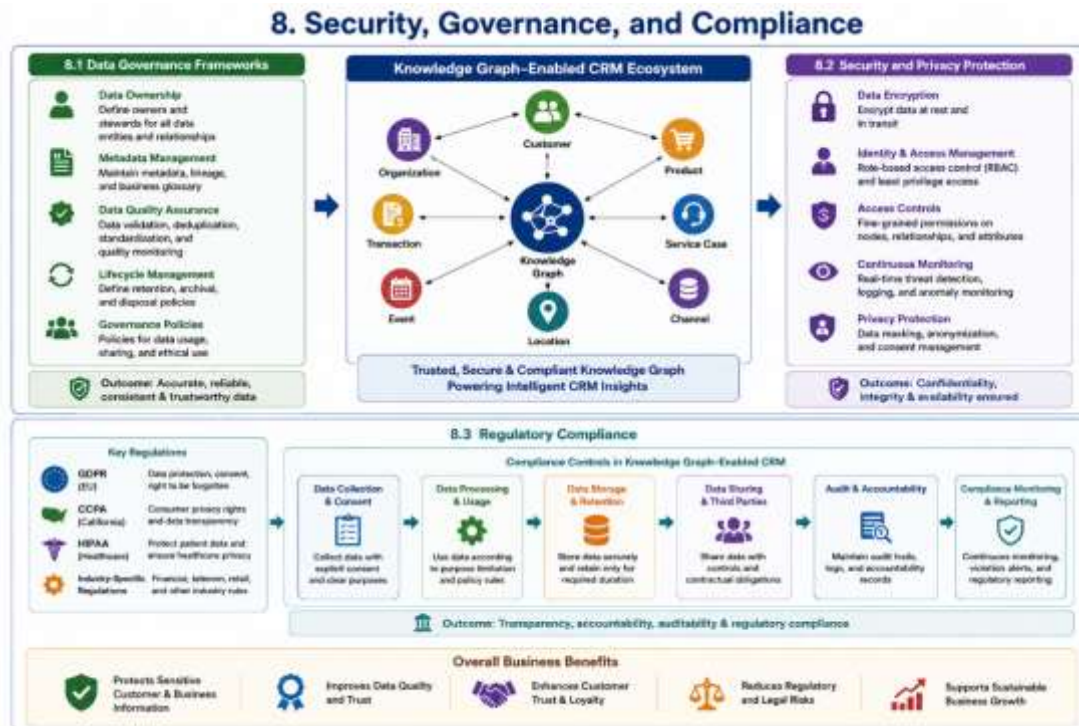 8. Security, Governance, and Compliance
8.1 Data Governance Frameworks
Data Ownership
Define owners and
stewards for all data
entities and relationships
Metadata Management
Maintain metadata, lineage,
and business glossary
Data Quality Assurance
Data validation, deduplication,
standardization, and
quality monitoring
Lifecycle Management
Define retention, archival,
and disposal policies
Governance Policies
Policies for data usage,
sharing, and ethical use
Outcome: Accurate, reliable,
consistent & trustworthy data
Knowledge Graph-Enabled CRM Ecosystem
Customer
Organization
Product
Transaction
Knowledge
Graph
Service Case
Event
Location
Channel
Trusted, Secure & Compliant Knowledge Graph
Powering Intelligent CRM Insights
8.2 Security and Privacy Protection
Data Encryption
Encrypt data at rest and
in transit
Identity & Access Management
Role-based access control (RBAC)
and least privilege access
Access Controls
Fine-grained permissions on
nodes, relationships, and attributes
Continuous Monitoring
Real-time threat detection,
logging, and anomaly monitoring
Privacy Protection
Data masking, anonymization,
and consent management
Outcome: Confidentiality,
integrity & availability ensured
8.3 Regulatory Compliance
Key Regulations
GDPR
(EU)
Data protection, consent,
right to be forgotten
CCPA
(California)
Consumer privacy rights
and data transparency
HIPAA
(Healthcare)
Protect patient data and
ensure healthcare privacy
Industry-Specific
Regulations
Financial, telecom, retail,
and other industry rules
Compliance Controls in Knowledge Graph-Enabled CRM
Data Collection
& Consent
Collect data with
explicit consent
and clear purposes
Data Processing
& Usage
Use data according
to purpose limitation
and policy rules
Data Storage
& Retention
Store data securely
and retain only for
required duration
Data Sharing
& Third Parties
Share data with
controls and
contractual obligations
Audit & Accountability
Maintain audit trails,
logs, and accountability
records
Compliance Monitoring
& Reporting
Continuous monitoring,
violation alerts, and
regulatory reporting
Outcome: Transparency, accountability, auditability & regulatory compliance
Overall Business Benefits
Protects Sensitive
Customer & Business
Information
Improves Data Quality
and Trust
Enhances Customer
Trust & Loyalty
Reduces Regulatory
and Legal Risks
Supports Sustainable
Business Growth